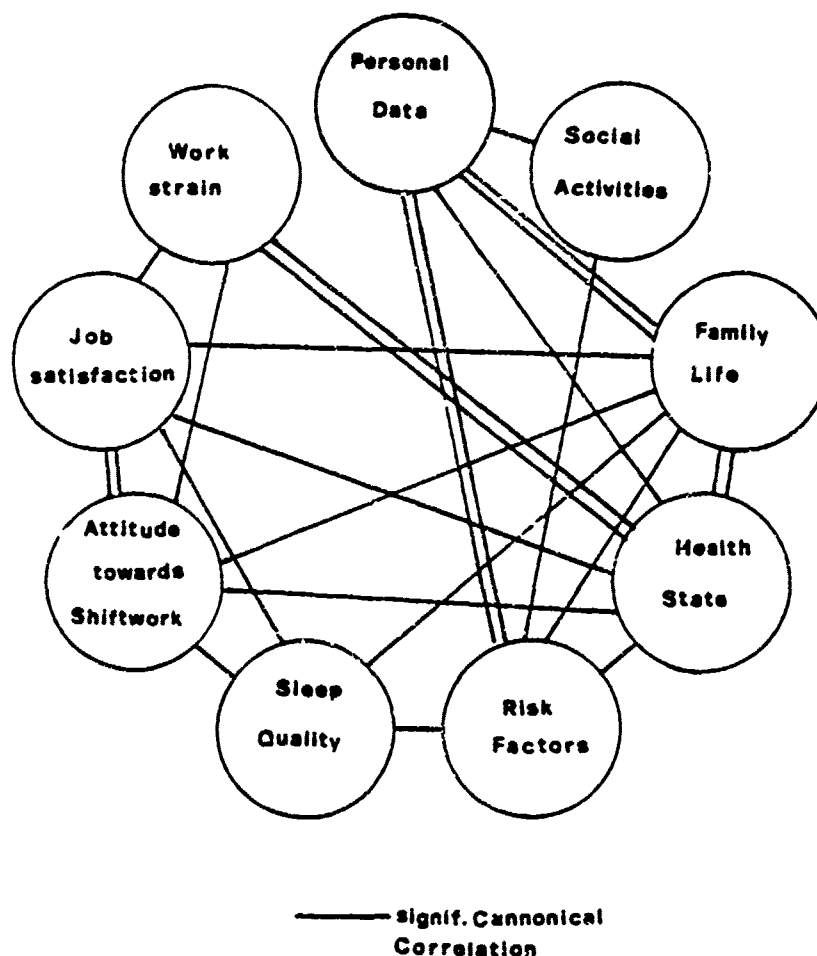 Personal
Data
Social
Activities
Work
strain
Family
Life
Job
satisfaction
Health
State
Attitude
towards
Shiftwork
Sleep
Quality
Risk
Factors
signif. Cannonical
Correlation